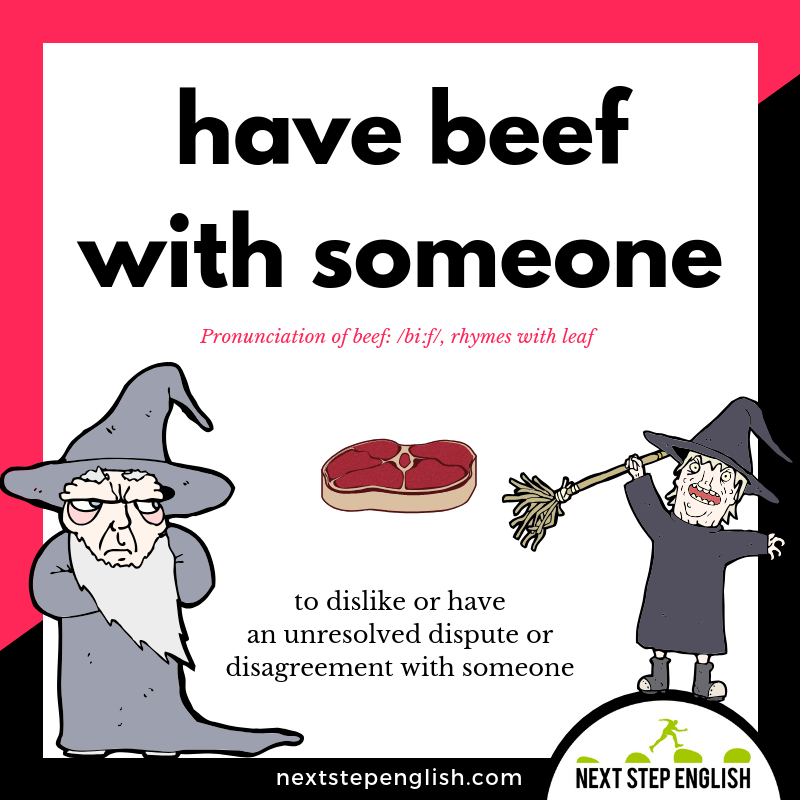 have beef
with someone
Pronunciation of beef: /biːf/, rhymes with leaf
to dislike or have
an unresolved dispute or
disagreement with someone
nextstepenglish.com
NEXT STEP ENGLISH